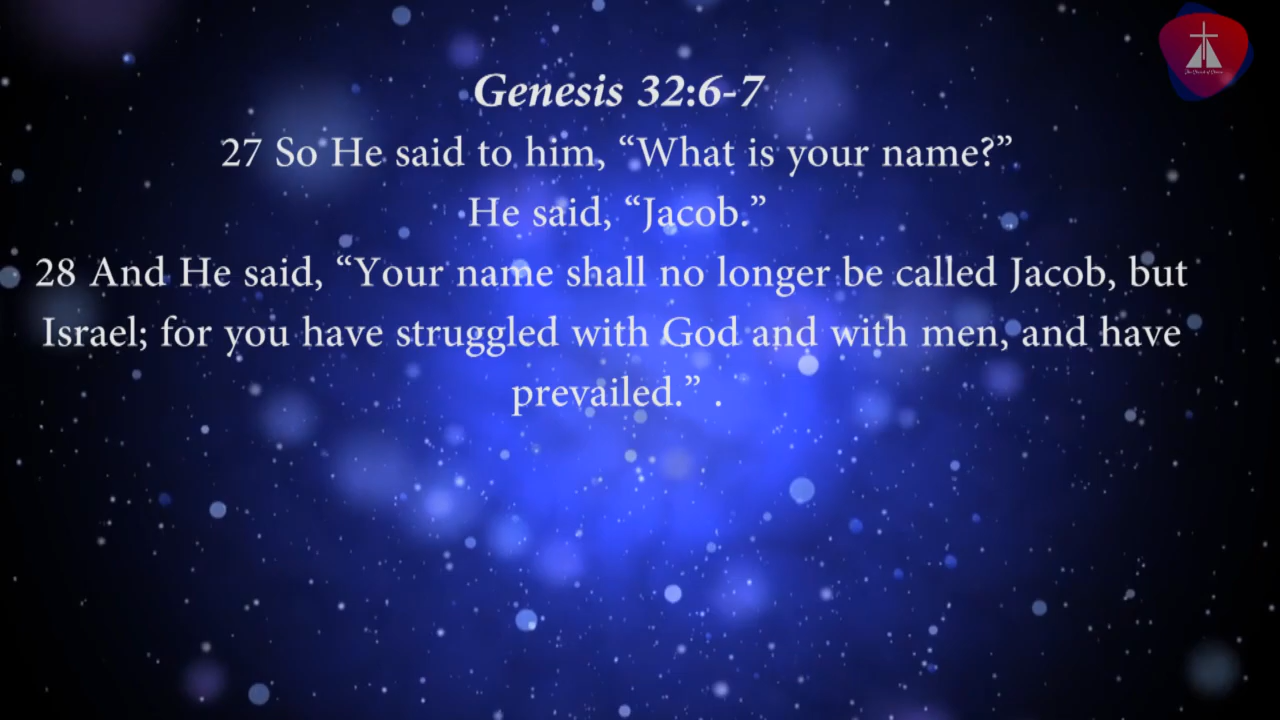 Genesis 32:6-7
27 So He said to him, “What is your name?”
He said, “Jacob.”
28 And He said, “Your name shall no longer be called Jacob, but
Israel; for you have struggled with God and with men, and have
prevailed.” .